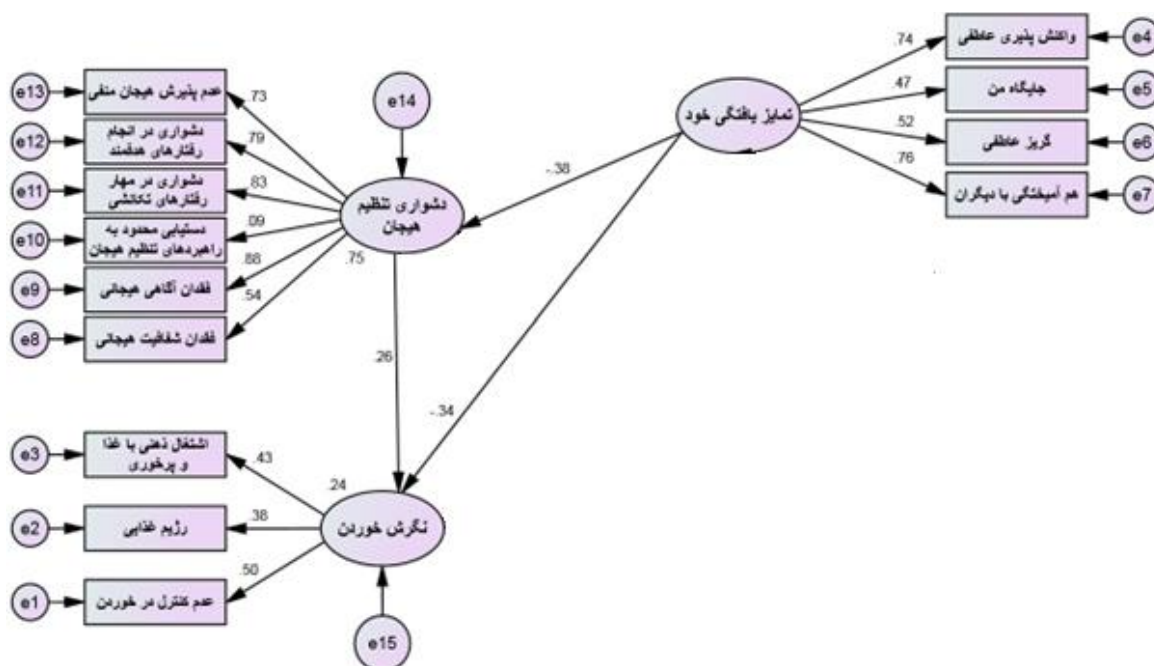 واکنش پذیری عاطفی
e4
جایگاه من
e5
گریز عاطفی
e6
هم آمیختگی با دیگران
e7
.74
.47
.52
.76
تمایز یافتگی خود
-.38
-.34
e14
دشواری تنظیم
هیجان
.75
.26
e13
عدم پذیرش هیجان منفی
.73
e12
دشواری در انجام
رفتارهای هدفمند
.79
e11
دشواری در مهار
رفتارهای تکانشی
.83
e10
دستیابی محدود به
راهبردهای تنظیم هیجان
.09
e9
فقدان آگاهی هیجانی
.88
e8
فقدان شفافیت هیجانی
.54
e3
اشتغال ذهنی با غذا
و پرخوری
.43
e2
رژیم غذایی
.38
e1
عدم کنترل در خوردن
.50
.24
نگرش خوردن
e15